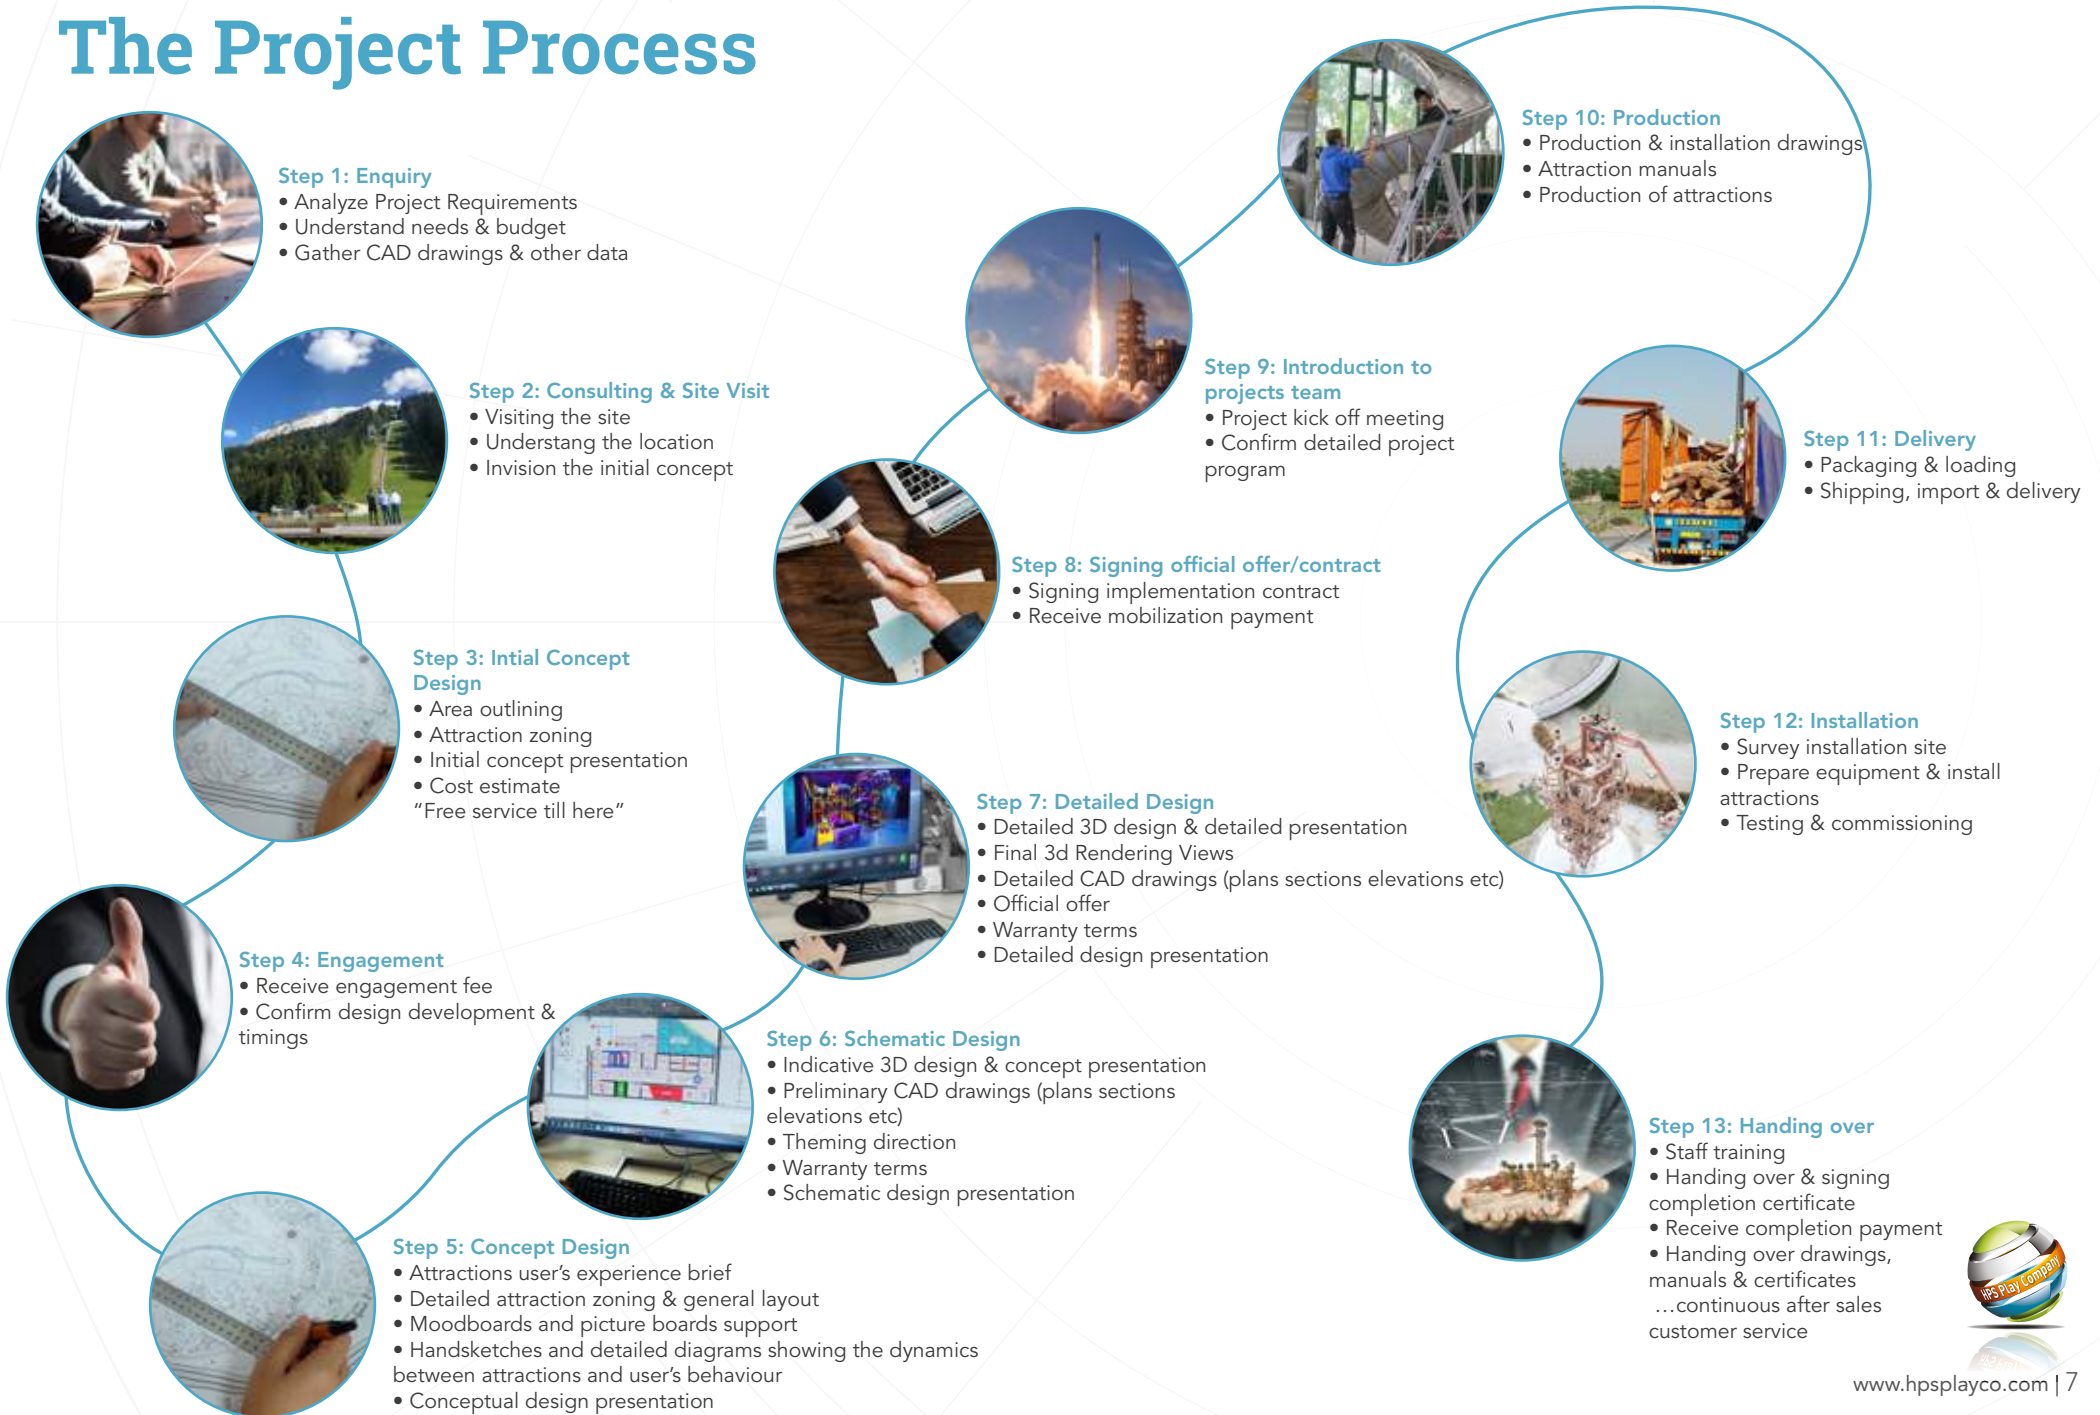 The Project Process
Step 1: Enquiry
• Analyze Project Requirements
• Understand needs & budget
• Gather CAD drawings & other data
Step 2: Consulting & Site Visit
• Visiting the site
• Understang the location
• Invision the initial concept
Step 3: Intial Concept
Design
• Area outlining
• Attraction zoning
• Initial concept presentation
• Cost estimate
“Free service till here”
Step 4: Engagement
• Receive engagement fee
• Confirm design development &
timings
Step 5: Concept Design
• Attractions user’s experience brief
• Detailed attraction zoning & general layout
• Moodboards and picture boards support
• Handsketches and detailed diagrams showing the dynamics
between attractions and user’s behaviour
• Conceptual design presentation
Step 6: Schematic Design
• Indicative 3D design & concept presentation
• Preliminary CAD drawings (plans sections
elevations etc)
• Theming direction
• Warranty terms
• Schematic design presentation
Step 7: Detailed Design
• Detailed 3D design & detailed presentation
• Final 3d Rendering Views
• Detailed CAD drawings (plans sections elevations etc)
• Official offer
• Warranty terms
• Detailed design presentation
Step 8: Signing official offer/contract
• Signing implementation contract
• Receive mobilization payment
Step 9: Introduction to
projects team
• Project kick off meeting
• Confirm detailed project
program
Step 10: Production
• Production & installation drawings
• Attraction manuals
• Production of attractions
Step 11: Delivery
• Packaging & loading
• Shipping, import & delivery
Step 12: Installation
• Survey installation site
• Prepare equipment & install
attractions
• Testing & commissioning
Step 13: Handing over
• Staff training
• Handing over & signing
completion certificate
• Receive completion payment
• Handing over drawings,
manuals & certificates
…continuous after sales
customer service
HPS Play Company
www.hpsplayco.com | 7